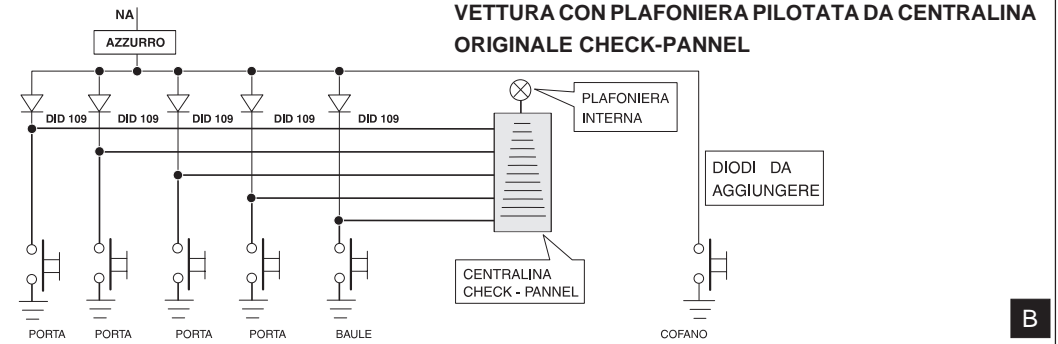 VETTURA CON PLAFONIERA PILOTATA DA CENTRALINA
ORIGINALE CHECK-PANNEL
NA
AZZURRO
DID 109 DID 109 DID 109 DID 109 DID 109
PLAFONIERA
INTERNA
DIODI DA
AGGIUNGERE
CENTRALINA
CHECK - PANNEL
PORTA PORTA PORTA PORTA BAULE COFANO
B